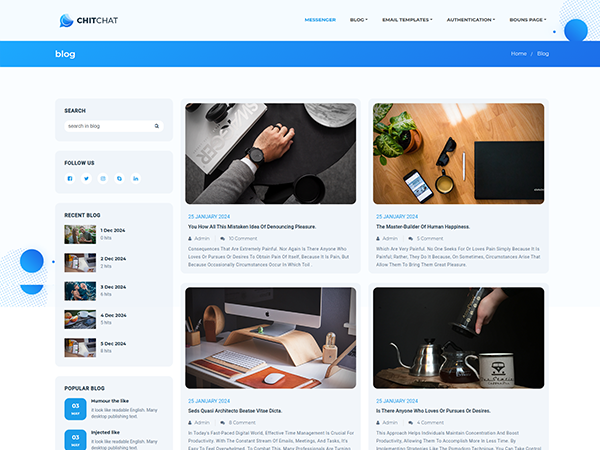 CHITCHAT
MESSENGER BLOG EMAIL TEMPLATES AUTHENTICATION BOUNS PAGE
blog
Home / Blog
SEARCH
search in blog
FOLLOW US
RECENT BLOG
1 Dec 2024
5 hits
2 Dec 2024
2 hits
3 Dec 2024
5 hits
4 Dec 2024
5 hits
5 Dec 2024
8 hits
POPULAR BLOG
03
MAY
Humour the like
it look like readable English. Many
desktop publishing text.
03
MAY
Injected like
it look like readable English. Many
desktop publishing text.
25 JANUARY 2024
You How All This Mistaken Idea Of Denouncing Pleasure.
Admin 10 Comment
Consequences That Are Extremely Painful. Nor Again Is There Anyone Who
Loves Or Pursues Or Desires To Obtain Pain Of Itself, Because It Is Pain, But
Because Occasionally Circumstances Occur In Which Toil .
25 JANUARY 2024
The Master-Builder Of Human Happiness.
Admin 5 Comment
Which Are Very Painful. No One Seeks For Or Loves Pain Simply Because It Is
Painful; Rather, They Do It Because, On Sometimes, Circumstances Arise That
Allow Them To Bring Them Great Pleasure.
25 JANUARY 2024
Seds Quasi Architecto Beatae Vitae Dicta.
Admin 8 Comment
In Today's Fast-Paced Digital World, Effective Time Management Is Crucial For
Productivity. With The Constant Stream Of Emails, Meetings, And Tasks, It's
Easy To Feel Overwhelmed. To Combat This, Many Professionals Are Turning
25 JANUARY 2024
Is There Anyone Who Loves Or Pursues Or Desires.
Admin 4 Comment
This Approach Helps Individuals Maintain Concentration And Boost
Productivity, Allowing Them To Accomplish More In Less Time. By
Implementing Strategies Like The Pomodoro Technique, You Can Take Control